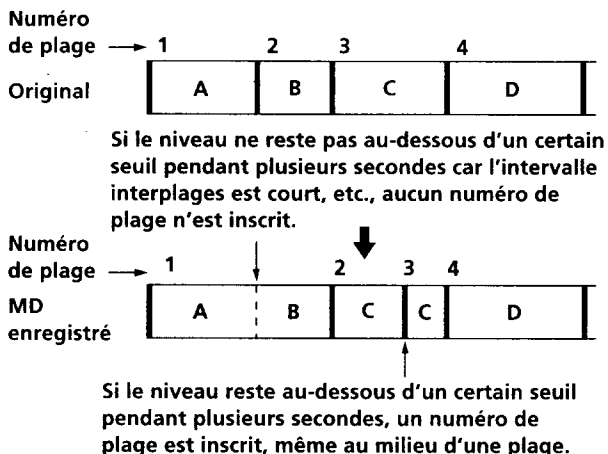 Numéro
de plage 1 2 3 4
Original A B C D
Si le niveau ne reste pas au-dessous d'un certain
seuil pendant plusieurs secondes car l'intervalle
interplages est court, etc., aucun numéro de
plage n'est inscrit.
Numéro
de plage 1 2 3 4
MD
enregistré A B C C D
Si le niveau reste au-dessous d'un certain seuil
pendant plusieurs secondes, un numéro de
plage est inscrit, même au milieu d'une plage.